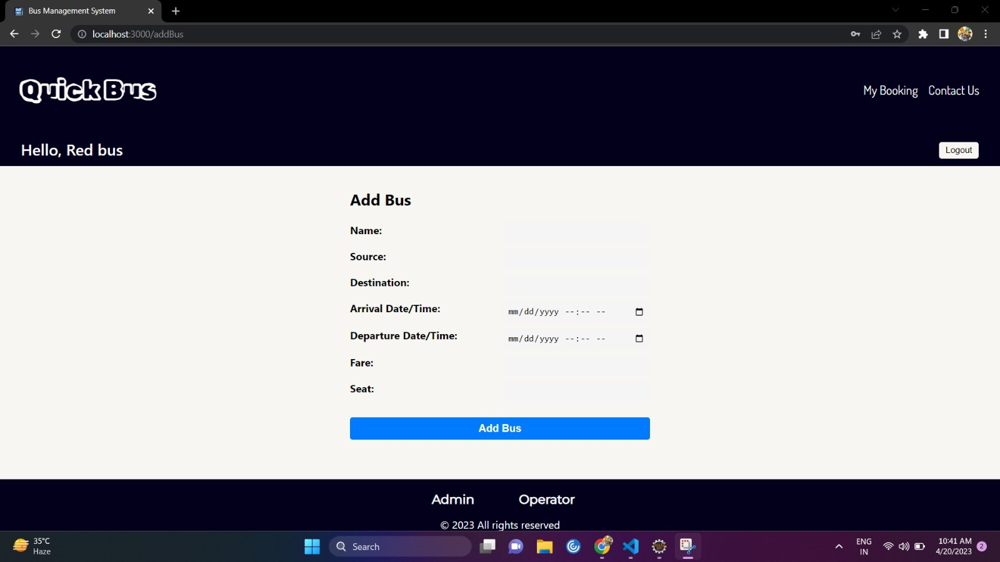 Bus Management System
localhost:3000/addBus
Quick Bus
My Booking Contact Us
Hello, Red bus
Logout
Add Bus
Name:
Source:
Destination:
Arrival Date/Time: mm/dd/yyyy --:-- --
Departure Date/Time: mm/dd/yyyy --:-- --
Fare:
Seat:
Add Bus
Admin Operator
© 2023 All rights reserved
35°C
Haze
Search
ENG
IN
10:41 AM
4/20/2023
2